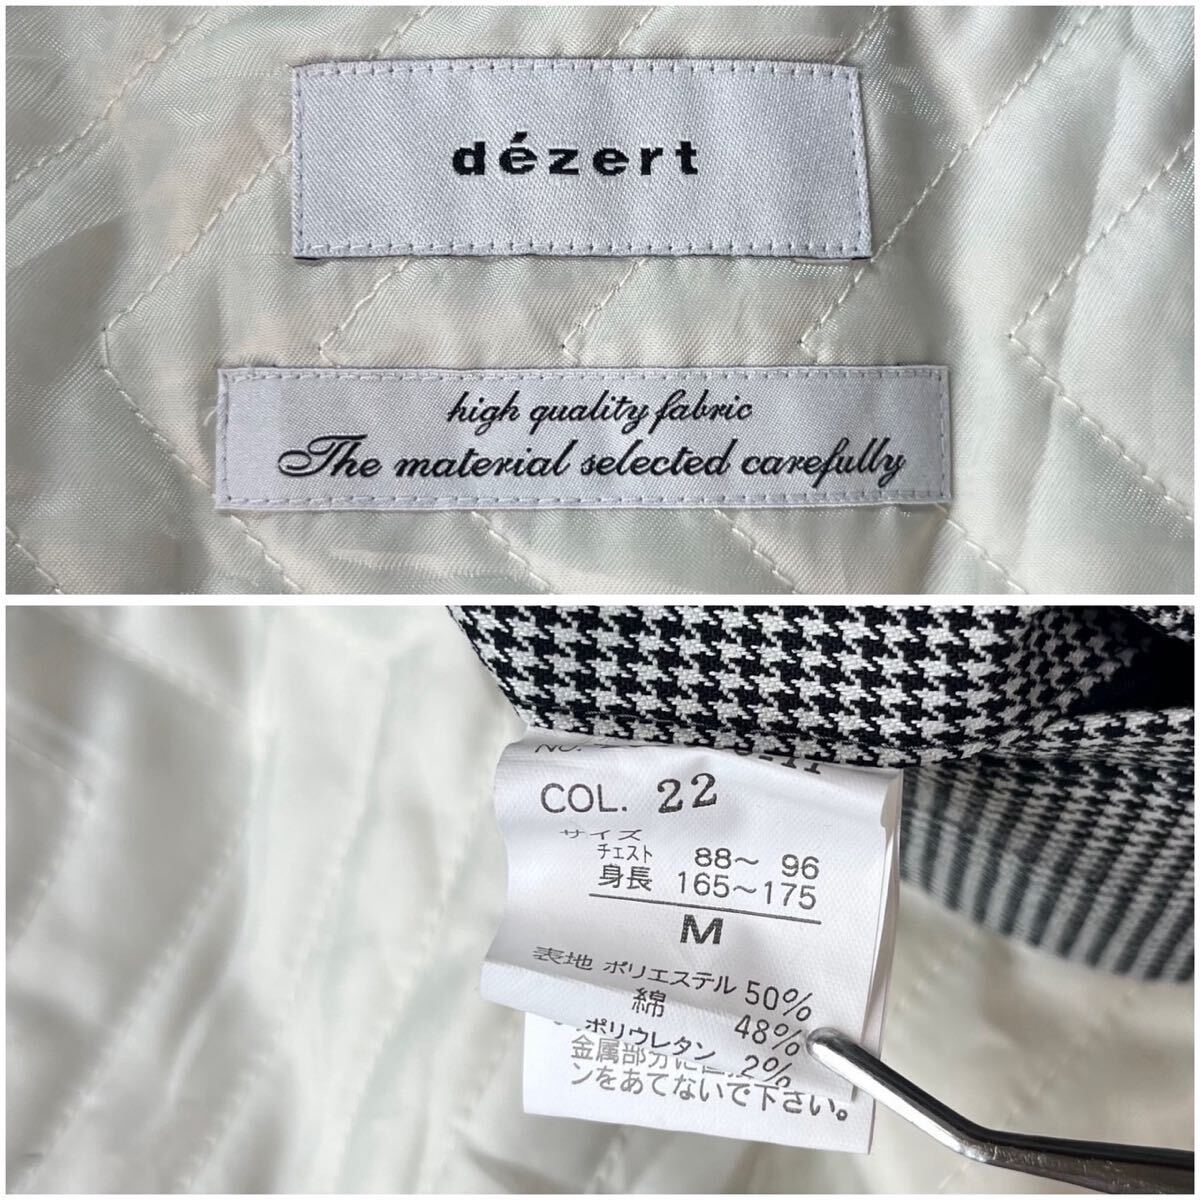 dézert
high quality fabric
The material selected carefully
COL. 22
サイズ
チェスト 88～ 96
身長 165～175
M
表地 ポリエステル 50%
綿 48%
ポリウレタン 2%
金属部分に
ンをあてないで下さい。